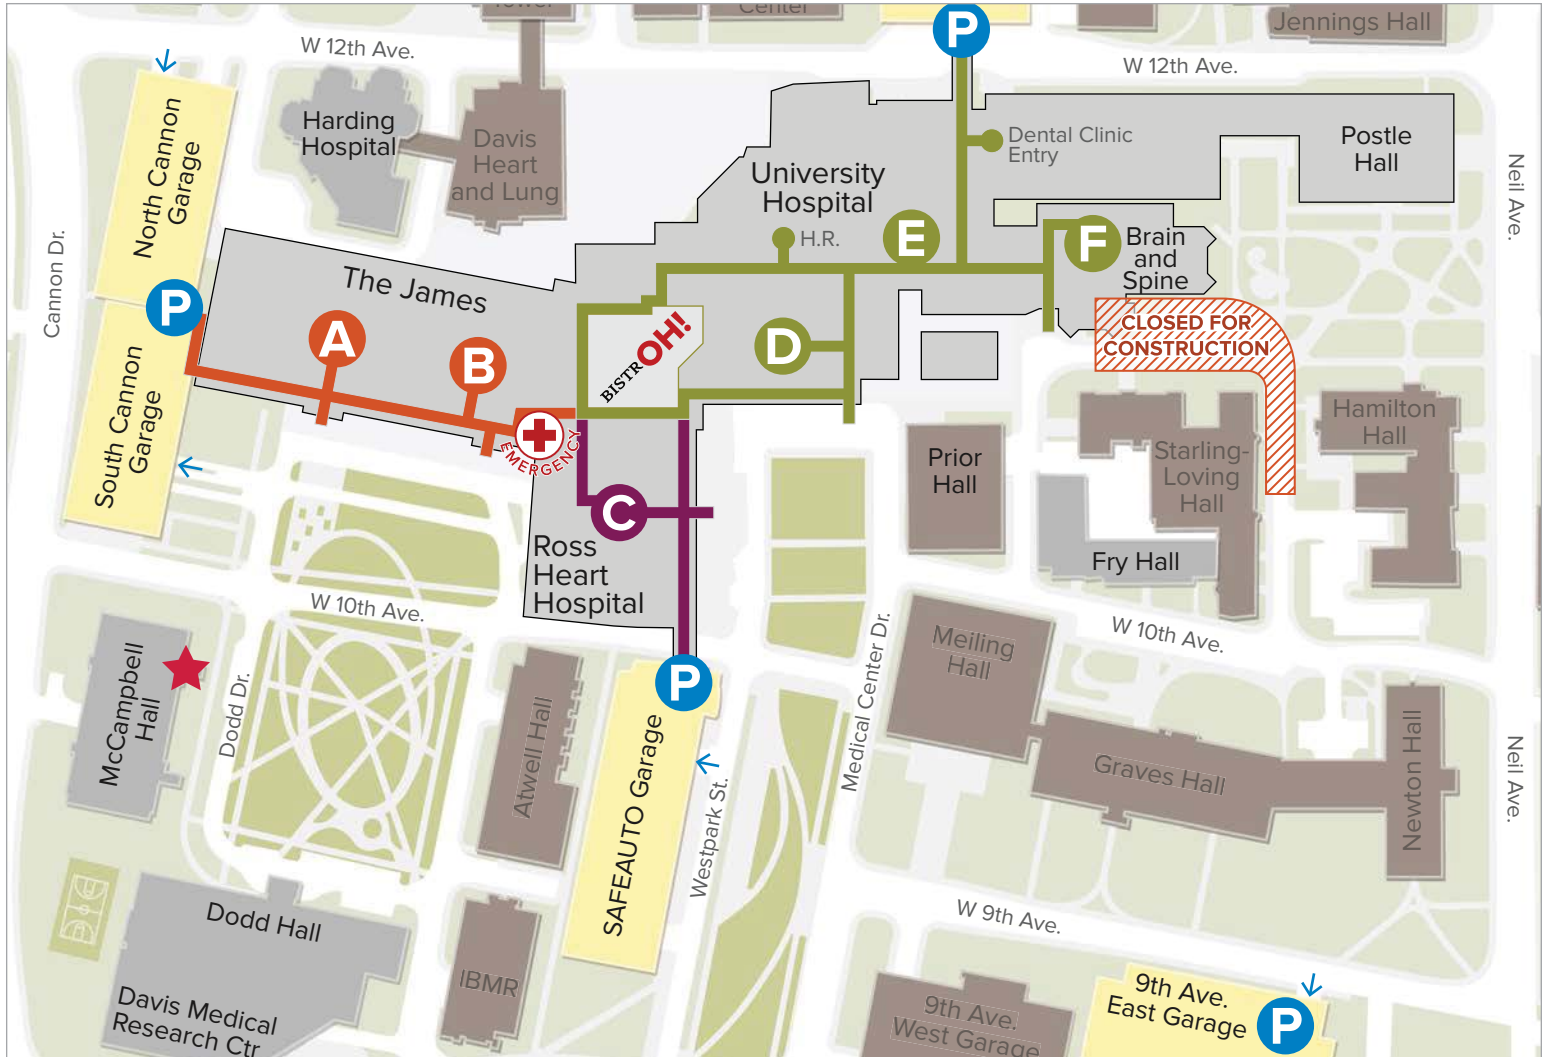 Tower
Center
P
Jennings Hall
W 12th Ave.
W 12th Ave.
North Cannon
Garage
Harding
Hospital
Davis
Heart
and Lung
Dental Clinic
Entry
Postle
Hall
University
Hospital
Neil Ave.
H.R.
E
F
Brain
and
Spine
Cannon Dr.
The James
P
A
B
D
BISTROH!
CLOSED FOR
CONSTRUCTION
South Cannon
Garage
EMERGENCY
Hamilton
Hall
Prior
Hall
Starling-
Loving
Hall
C
Ross
Heart
Hospital
Fry Hall
W 10th Ave.
W 10th Ave.
McCampbell
Hall
Dodd Dr.
Atwell Hall
P
SAFEAUTO Garage
Westpark St.
Medical Center Dr.
Meiling
Hall
Graves Hall
Newton Hall
Neil Ave.
Dodd Hall
W 9th Ave.
IBMR
Davis Medical
Research Ctr
9th Ave.
West Garage
9th Ave.
East Garage
P